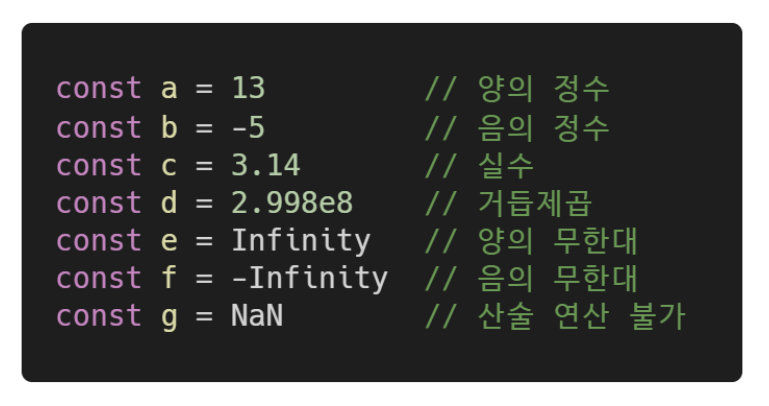 const a = 13 // 양의 정수
const b = -5 // 음의 정수
const c = 3.14 // 실수
const d = 2.998e8 // 거듭제곱
const e = Infinity // 양의 무한대
const f = -Infinity // 음의 무한대
const g = NaN // 산술 연산 불가